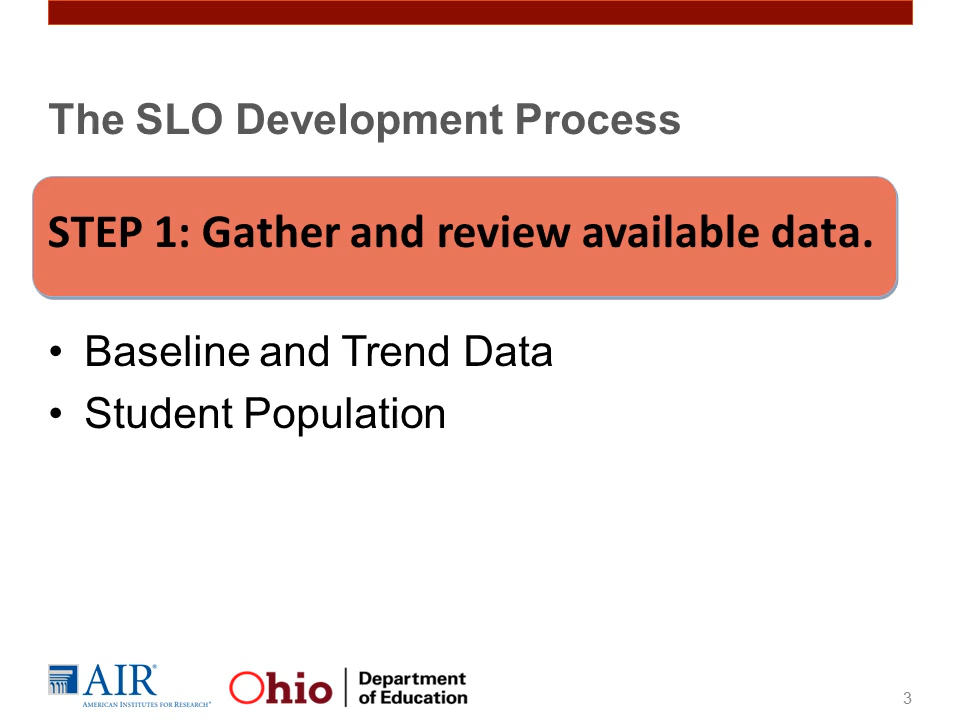 The SLO Development Process
STEP 1: Gather and review available data.
• Baseline and Trend Data
• Student Population
AIR®
AMERICAN INSTITUTES FOR RESEARCH®
Ohio | Department
of Education
3